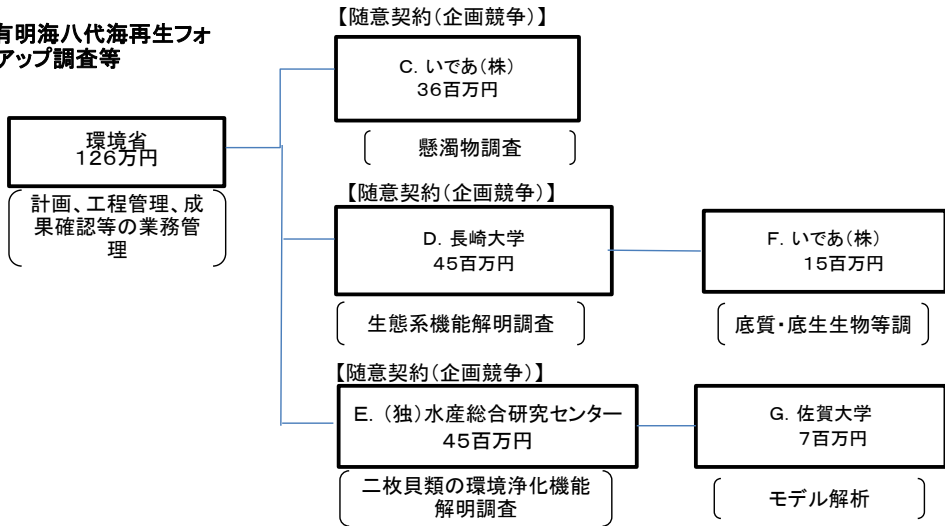 有明海八代海再生フォ
アップ調査等
環境省
126万円
計画、工程管理、成
果確認等の業務管
理
【随意契約(企画競争)】
C. いであ(株)
36百万円
懸濁物調査
【随意契約(企画競争)】
D. 長崎大学
45百万円
生態系機能解明調査
F. いであ(株)
15百万円
底質・底生生物等調
【随意契約(企画競争)】
E. (独)水産総合研究センター
45百万円
二枚貝類の環境浄化機能
解明調査
G. 佐賀大学
7百万円
モデル解析